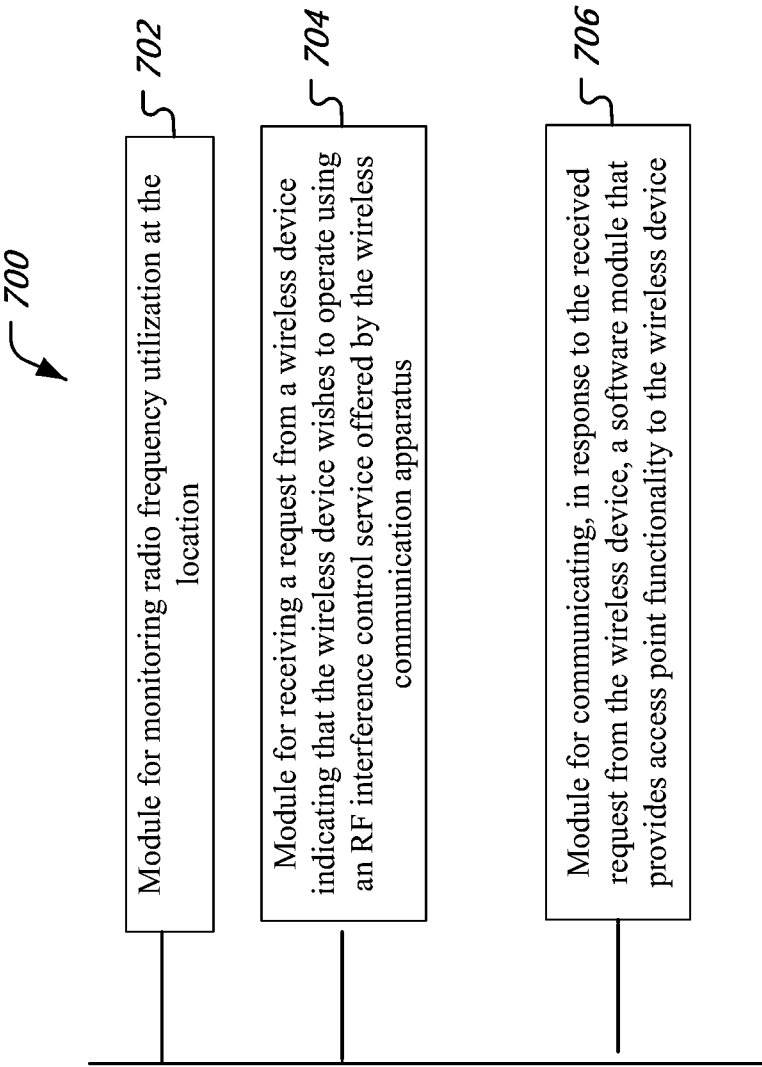 700
702
Module for monitoring radio frequency utilization at the
location
704
Module for receiving a request from a wireless device
indicating that the wireless device wishes to operate using
an RF interference control service offered by the wireless
communication apparatus
706
Module for communicating, in response to the received
request from the wireless device, a software module that
provides access point functionality to the wireless device